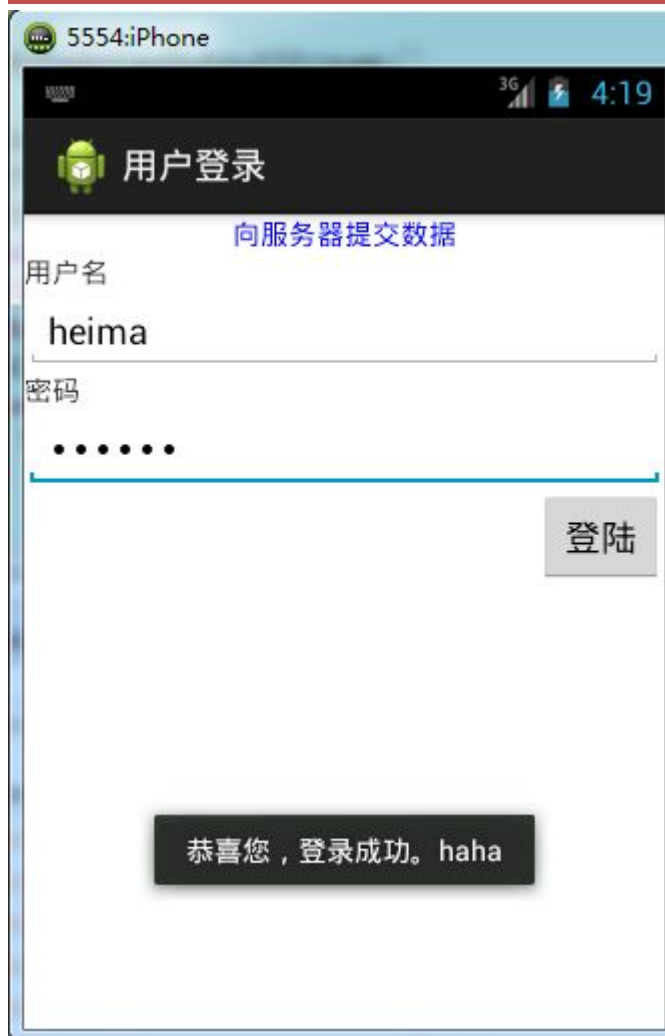 5554:iPhone
3G 4:19
用户登录
向服务器提交数据
用户名
heima
密码
••••••
登陆
恭喜您，登录成功。haha